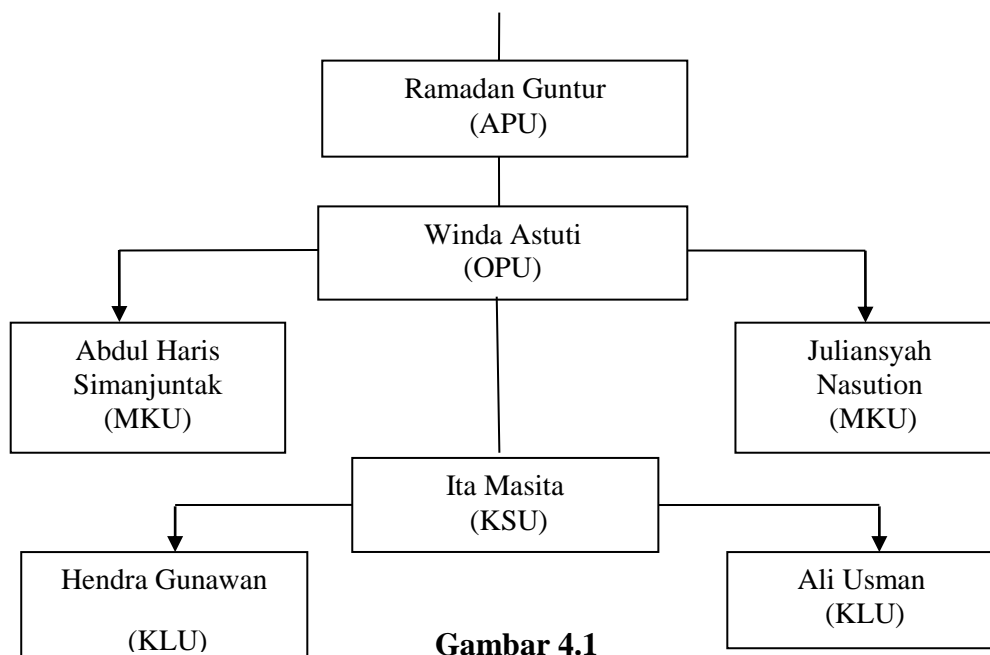 Ramadan Guntur
(APU)
Winda Astuti
(OPU)
Abdul Haris
Simanjuntak
(MKU)
Juliansyah
Nasution
(MKU)
Ita Masita
(KSU)
Hendra Gunawan
(KLU)
Ali Usman
(KLU)
Gambar 4.1